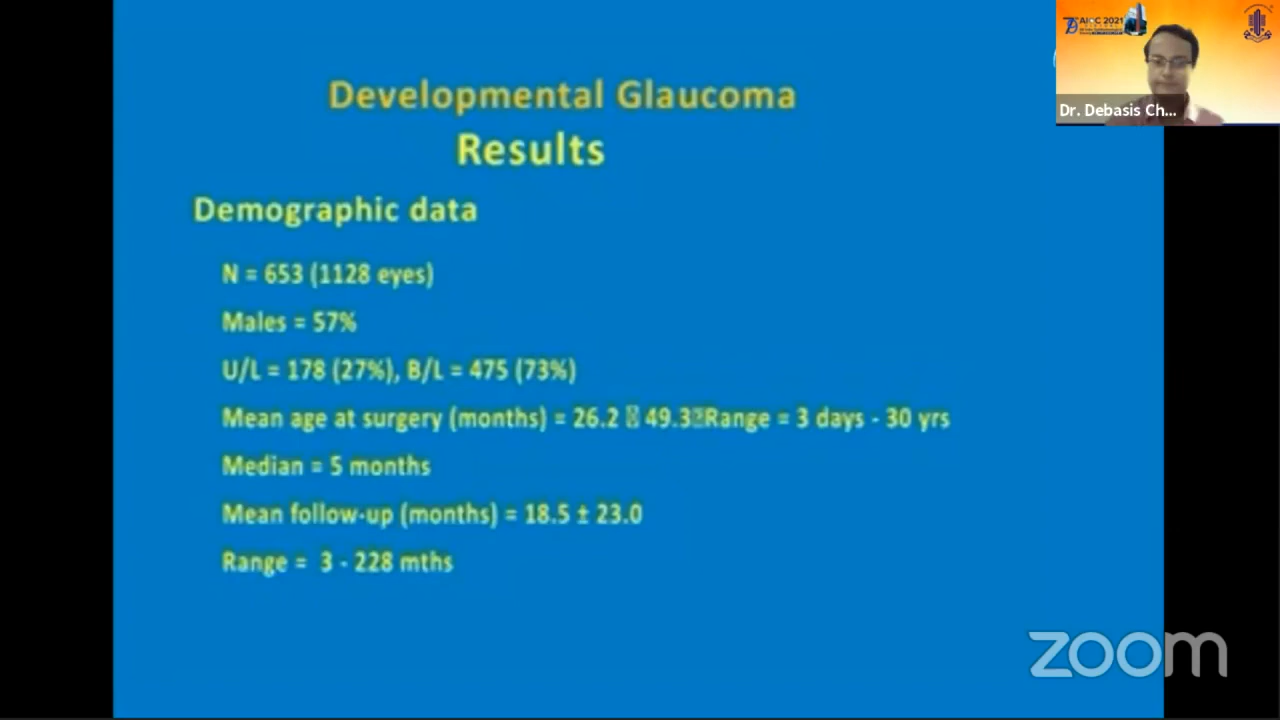 Developmental Glaucoma
Results
Demographic data
N = 653 (1128 eyes)
Males = 57%
U/L = 178 (27%), B/L = 475 (73%)
Mean age at surgery (months) = 26.2 49.3 Range = 3 days - 30 yrs
Median = 5 months
Mean follow-up (months) = 18.5 ± 23.0
Range = 3 - 228 mths
AIOC 2021
Dr. Debasis Ch...
zoom